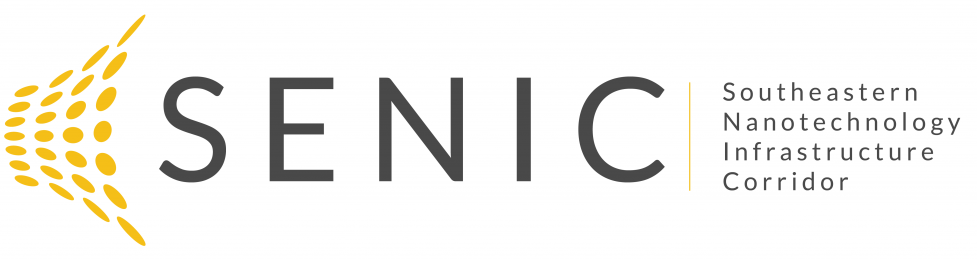 SENIC
Southeastern
Nanotechnology
Infrastructure
Corridor